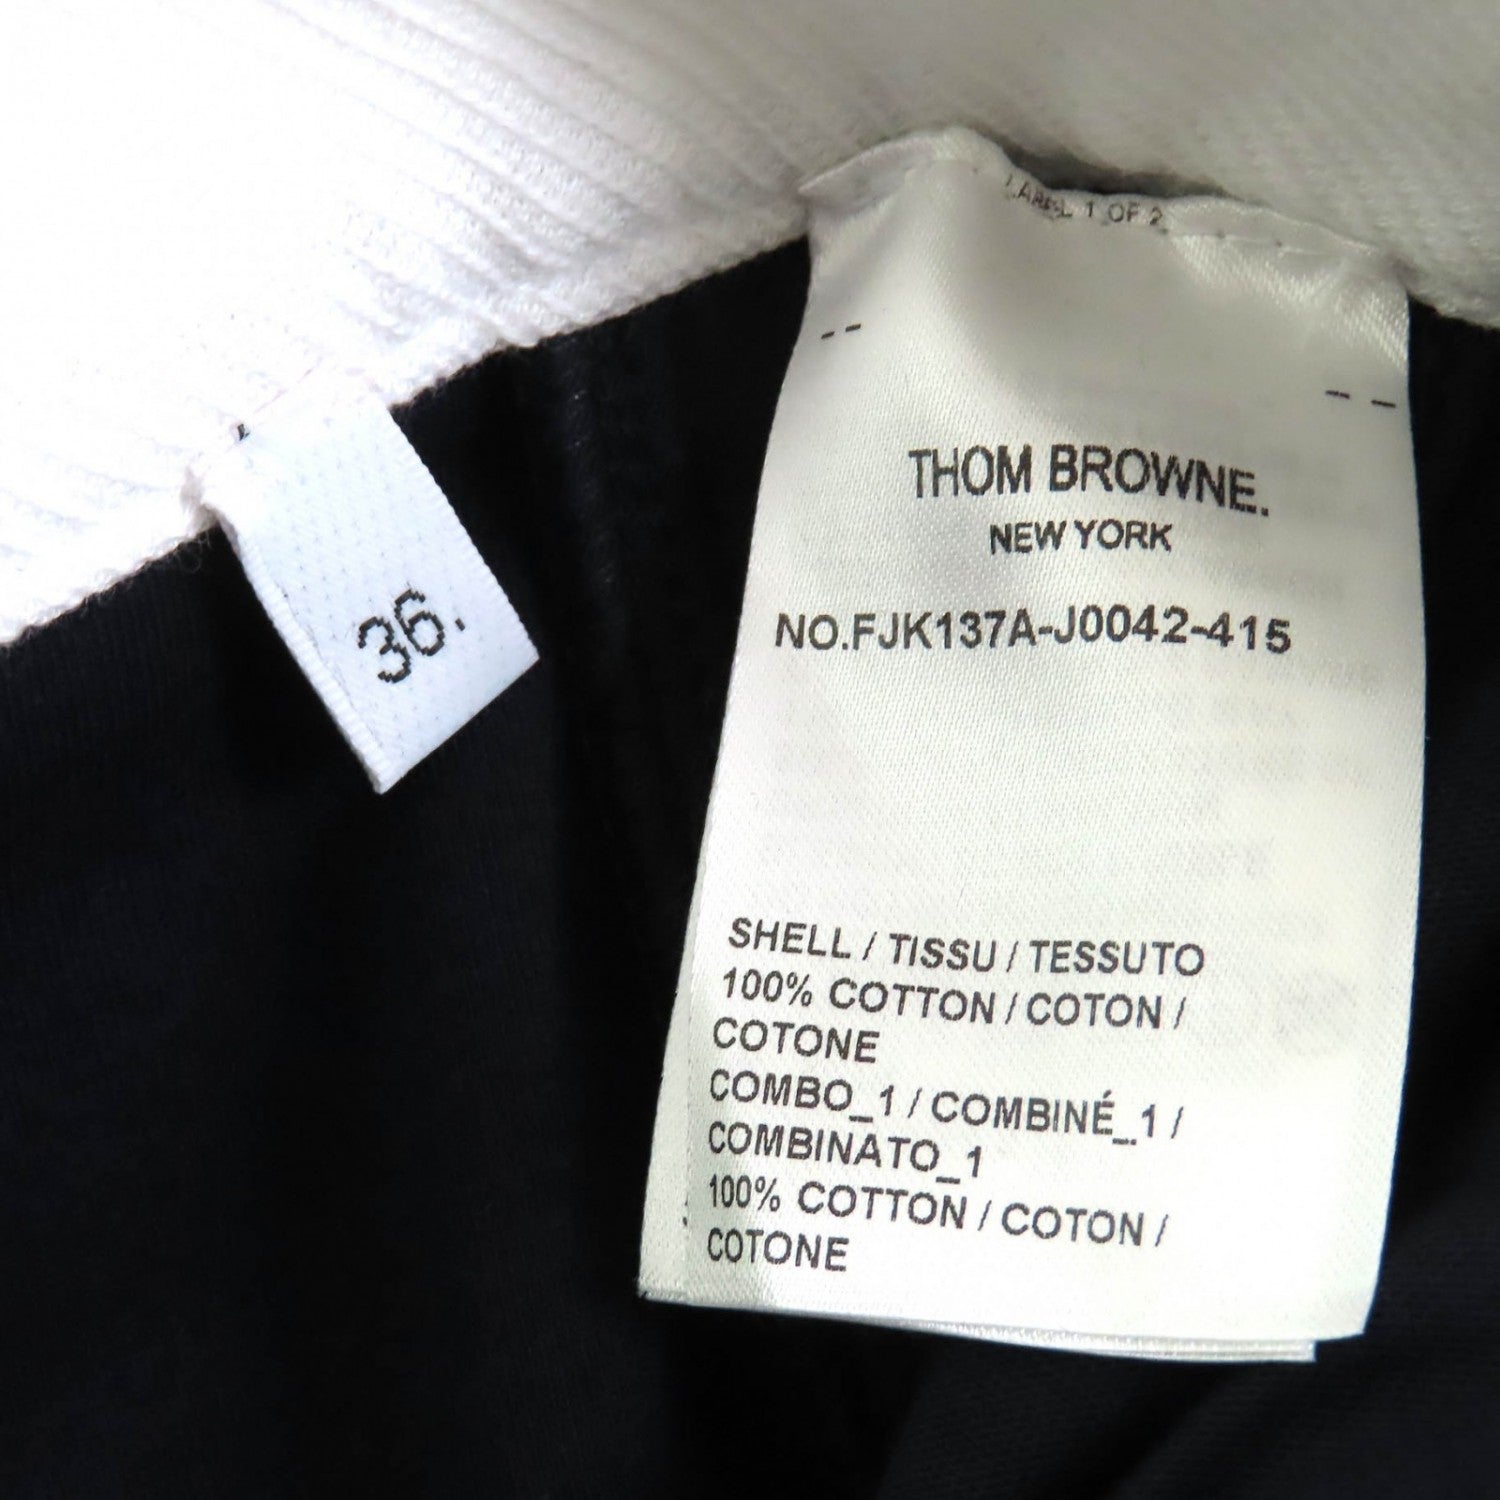 LABEL 1 OF 2
-- --
THOM BROWNE.
NEW YORK
NO.FJK137A-J0042-415
SHELL / TISSU / TESSUTO
100% COTTON / COTON /
COTONE
COMBO_1 / COMBINÉ_1 /
COMBINATO_1
100% COTTON / COTON /
COTONE
36.